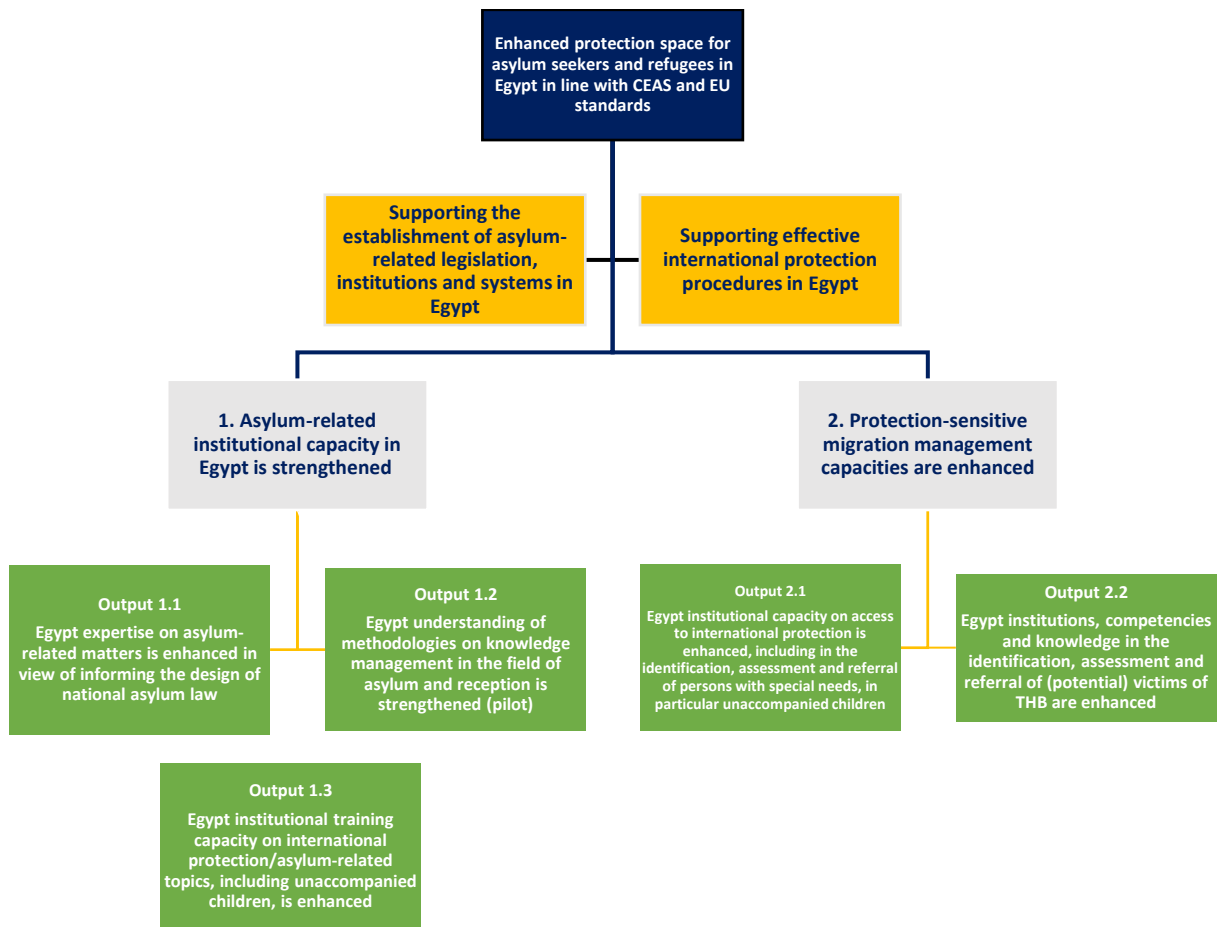 Enhanced protection space for
asylum seekers and refugees in
Egypt in line with CEAS and EU
standards
Supporting the
establishment of asylum-
related legislation,
institutions and systems in
Egypt
Supporting effective
international protection
procedures in Egypt
1. Asylum-related
institutional capacity in
Egypt is strengthened
2. Protection-sensitive
migration management
capacities are enhanced
Output 1.1
Egypt expertise on asylum-
related matters is enhanced in
view of informing the design of
national asylum law
Output 1.2
Egypt understanding of
methodologies on knowledge
management in the field of
asylum and reception is
strengthened (pilot)
Output 2.1
Egypt institutional capacity on access
to international protection is
enhanced, including in the
identification, assessment and referral
of persons with special needs, in
particular unaccompanied children
Output 2.2
Egypt institutions, competencies
and knowledge in the
identification, assessment and
referral of (potential) victims of
THB are enhanced
Output 1.3
Egypt institutional training
capacity on international
protection/asylum-related
topics, including unaccompanied
children, is enhanced